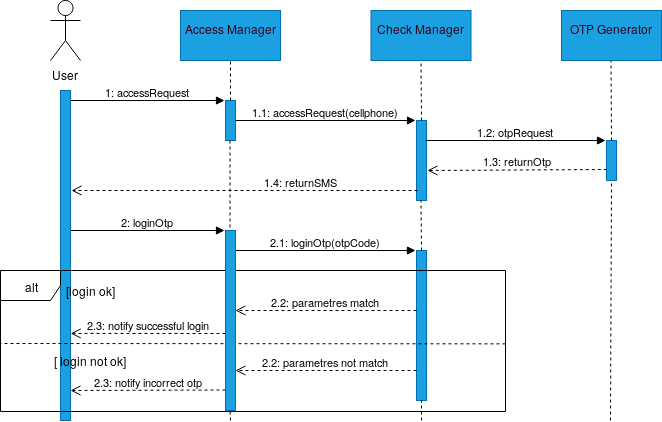 Access Manager
Check Manager
OTP Generator
User
1: accessRequest
1.1: accessRequest(cellphone)
1.2: otpRequest
1.3: returnOtp
1.4: returnSMS
2: loginOtp
2.1: loginOtp(otpCode)
alt
[login ok]
2.2: parametres match
2.3: notify successful login
[ login not ok]
2.2: parametres not match
2.3: notify incorrect otp